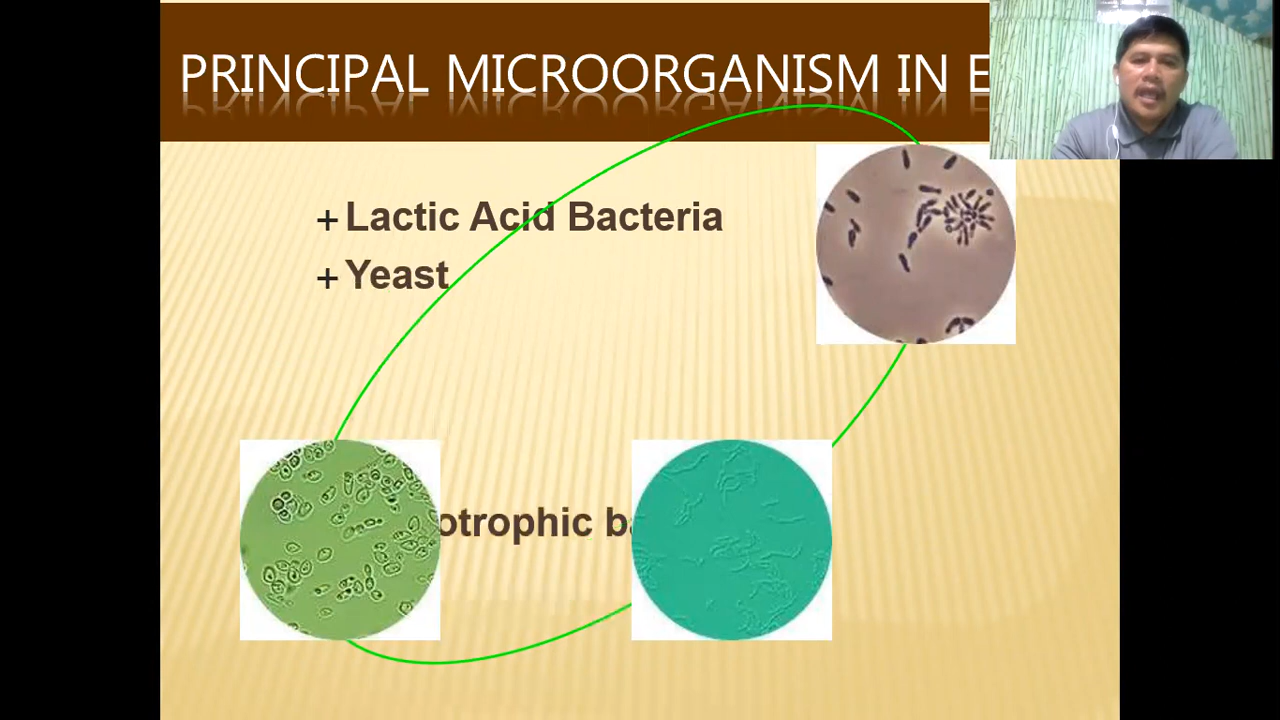 PRINCIPAL MICROORGANISM IN E
+ Lactic Acid Bacteria
+ Yeast
otrophic ba